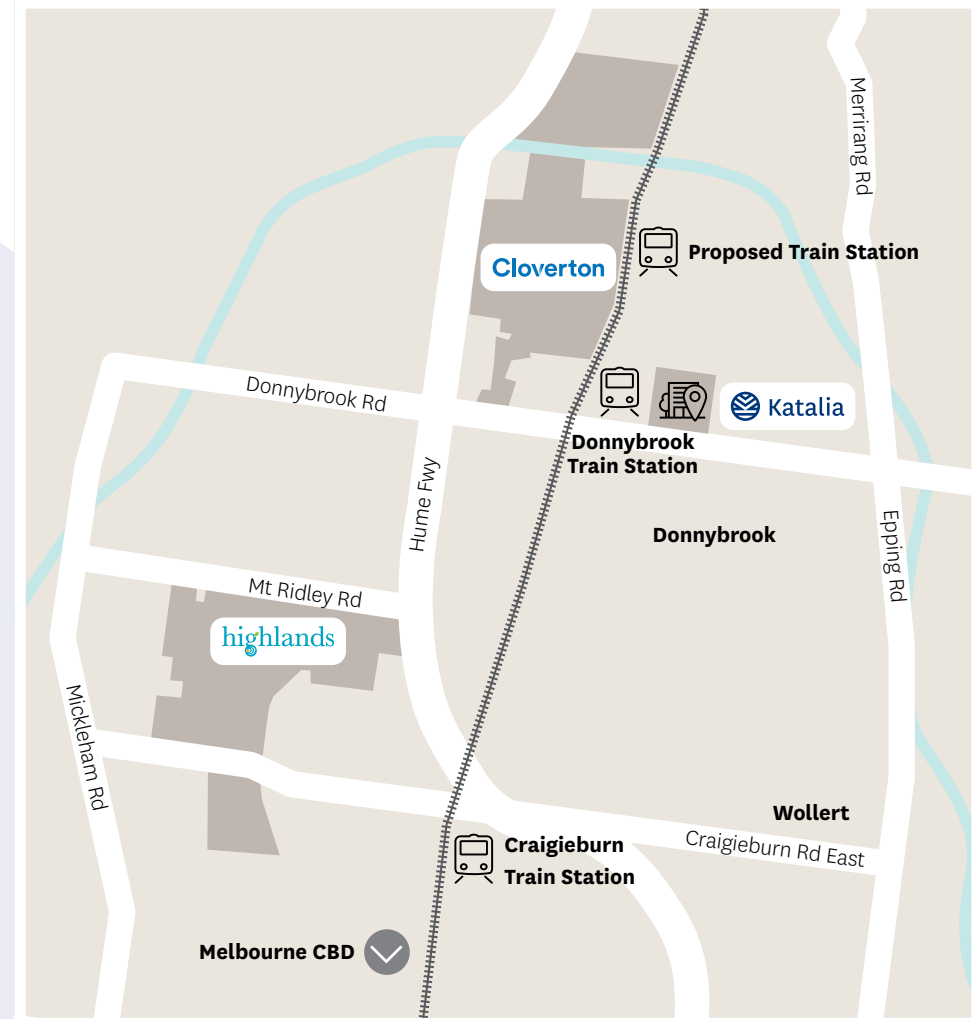 Merrirang Rd
Proposed Train Station
Cloverton
Donnybrook Rd
Katalia
Donnybrook
Train Station
Hume Fwy
Donnybrook
Epping Rd
Mt Ridley Rd
highlands
Mickleham Rd
Wollert
Craigieburn Rd East
Craigieburn
Train Station
Melbourne CBD